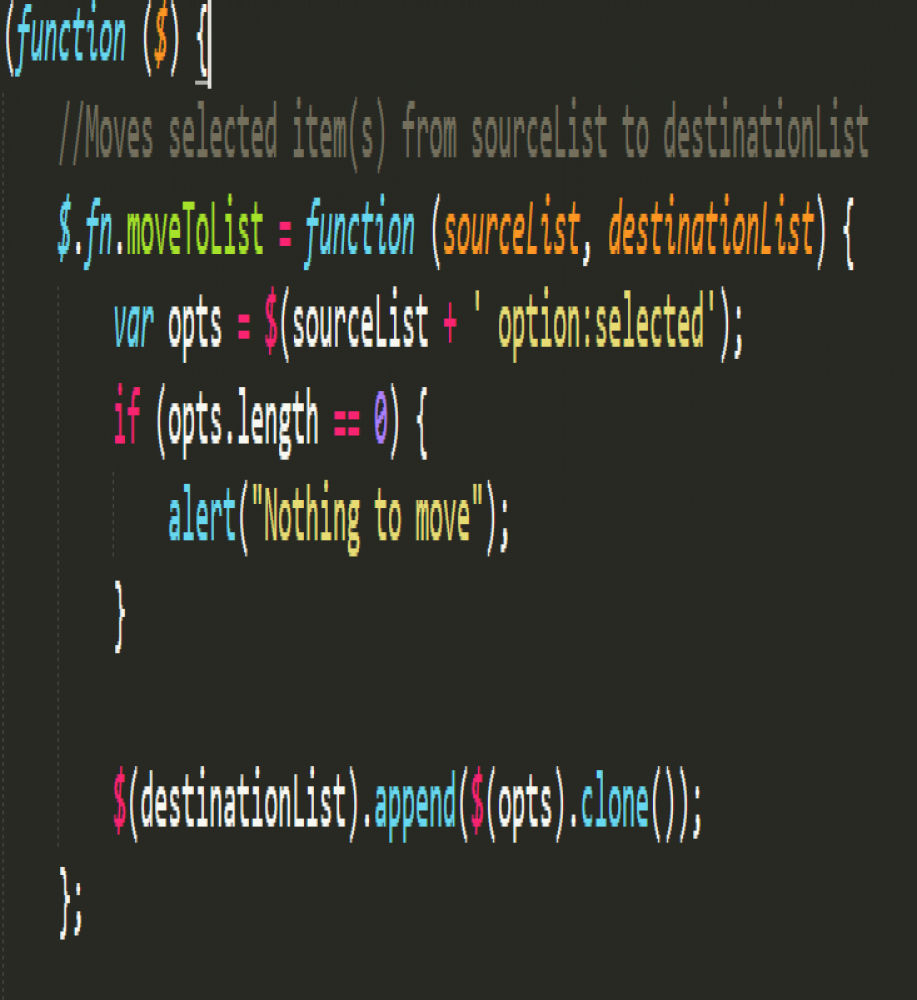 (function ($) {
//Moves selected item(s) from sourceList to destinationList
$.fn.moveToList = function (sourceList, destinationList) {
var opts = $(sourceList + ' option:selected');
if (opts.length == 0) {
alert("Nothing to move");
}
$(destinationList).append($(opts).clone());
};